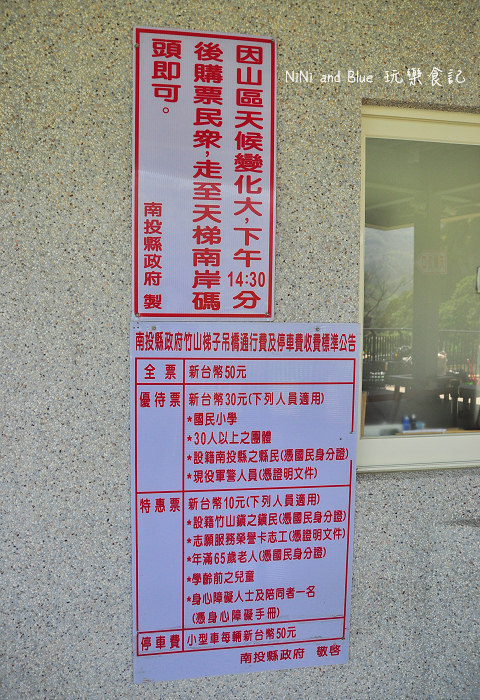 NiNi and Blue 玩樂食記
因山區天候變化大，下午14:30分
後購票民眾，走至天梯南岸碼
頭即可。
南投縣政府 製
南投縣政府竹山梯子吊橋通行費及停車費收費標準公告
全票 新台幣50元
優待票 新台幣30元(下列人員適用)
*國民小學
*30人以上之團體
*設籍南投縣之縣民(憑國民身分證)
*現役軍警人員(憑證明文件)
特惠票 新台幣10元(下列人員適用)
*設籍竹山鎮之鎮民(憑國民身分證)
*志願服務榮譽卡志工(憑證明文件)
*年滿65歲老人(憑國民身分證)
*學齡前之兒童
*身心障礙人士及陪同者一名
(憑身心障礙手冊)
停車費 小型車每輛新台幣50元
南投縣政府 敬啓